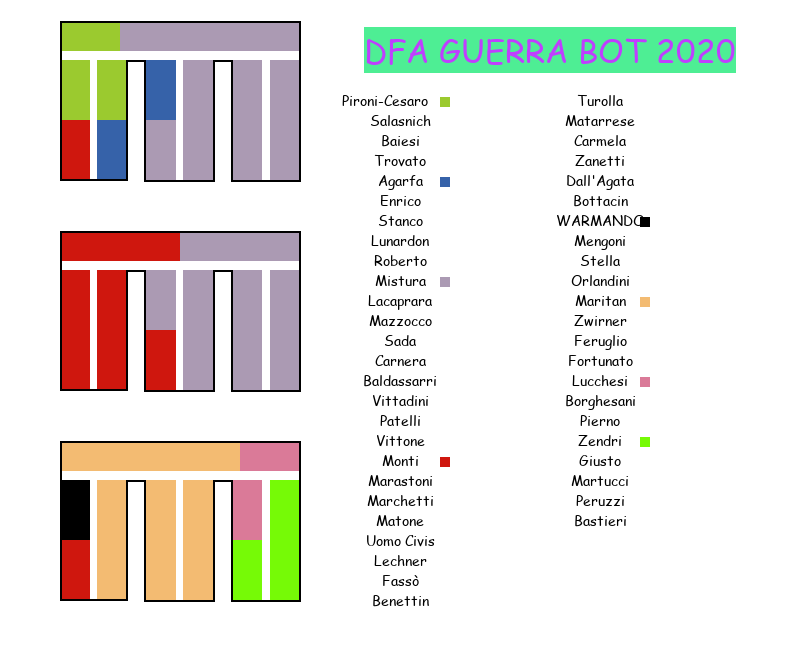 DFA GUERRA BOT 2020
Pironi-Cesaro
Salasnich
Baiesi
Trovato
Agarfa
Enrico
Stanco
Lunardon
Roberto
Mistura
Lacaprara
Mazzocco
Sada
Carnera
Baldassarri
Vittadini
Patelli
Vittone
Monti
Marastoni
Marchetti
Matone
Uomo Civis
Lechner
Fassò
Benettin
Turolla
Matarrese
Carmela
Zanetti
Dall'Agata
Bottacin
WARMANDO
Mengoni
Stella
Orlandini
Maritan
Zwirner
Feruglio
Fortunato
Lucchesi
Borghesani
Pierno
Zendri
Giusto
Martucci
Peruzzi
Bastieri